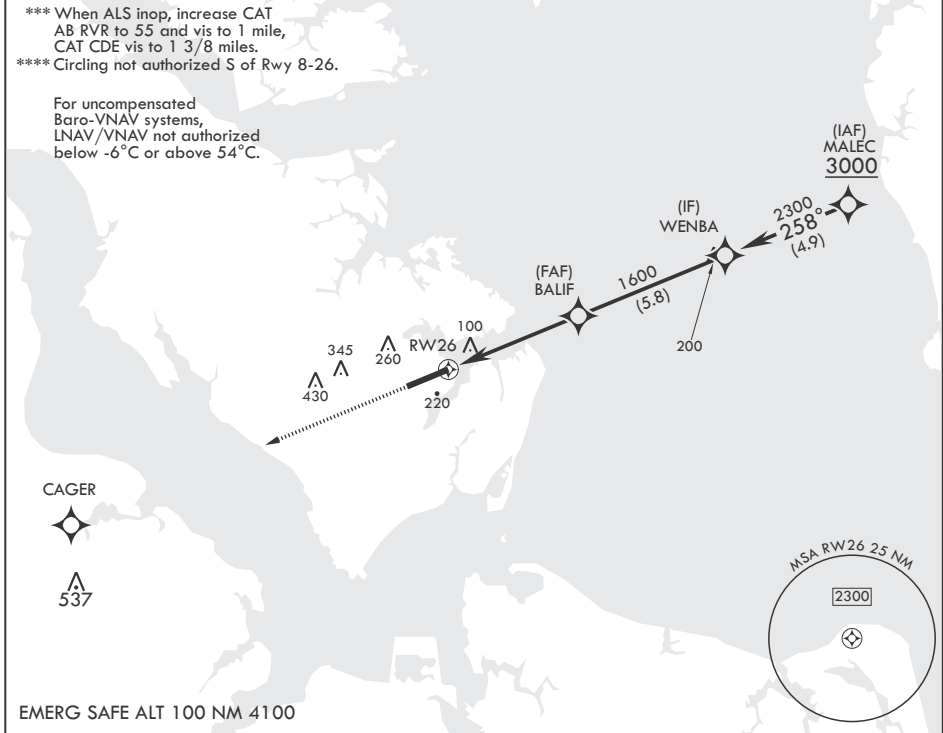 *** When ALS inop, increase CAT
AB RVR to 55 and vis to 1 mile,
CAT CDE vis to 1 3/8 miles.
**** Circling not authorized S of Rwy 8-26.
For uncompensated
Baro-VNAV systems,
LNAV/VNAV not authorized
below -6°C or above 54°C.
(IAF)
MALEC
3000
2300
258°
(4.9)
(IF)
WENBA
1600
(5.8)
200
(FAF)
BALIF
100
RW26
260
345
430
220
CAGER
537
MSA RW26 25 NM
2300
EMERG SAFE ALT 100 NM 4100